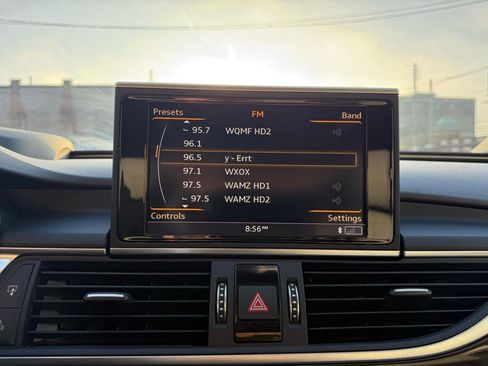 Presets FM Band
95.7 WQMF HD2
96.1
96.5 y - Errt
97.1 WXOX
97.5 WAMZ HD1
97.5 WAMZ HD2
Controls Settings
8:56AM